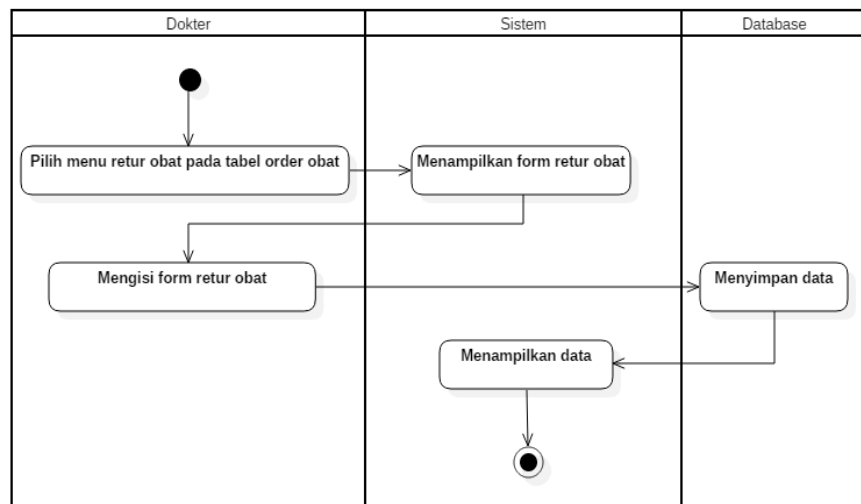 Dokter
Sistem
Database
Pilih menu retur obat pada tabel order obat
Menampilkan form retur obat
Mengisi form retur obat
Menyimpan data
Menampilkan data